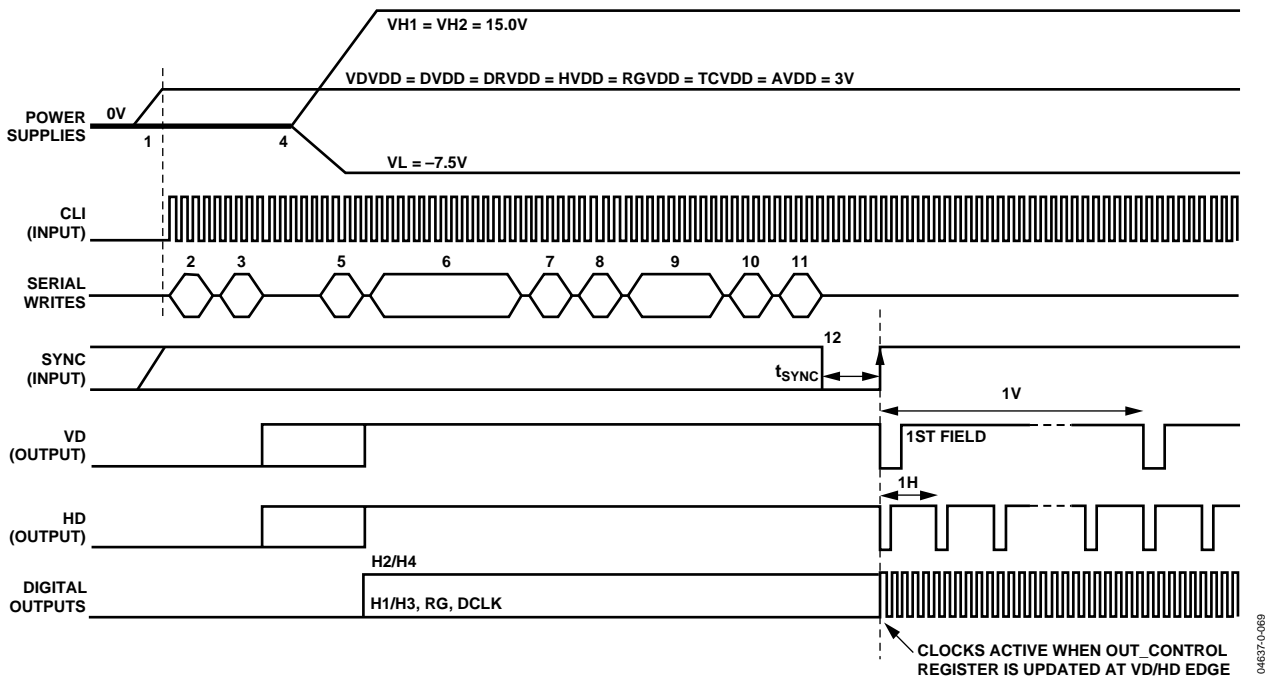 VH1 = VH2 = 15.0V
VDVDD = DVDD = DRVDD = HVDD = RGVDD = TCVDD = AVDD = 3V
0V
POWER
SUPPLIES
1
4
VL = –7.5V
CLI
(INPUT)
2
3
5
6
7
8
9
10
11
SERIAL
WRITES
12
SYNC
(INPUT)
tSYNC
1V
VD
(OUTPUT)
1ST FIELD
1H
HD
(OUTPUT)
H2/H4
DIGITAL
OUTPUTS
H1/H3, RG, DCLK
CLOCKS ACTIVE WHEN OUT_CONTROL
REGISTER IS UPDATED AT VD/HD EDGE
04637-0-069